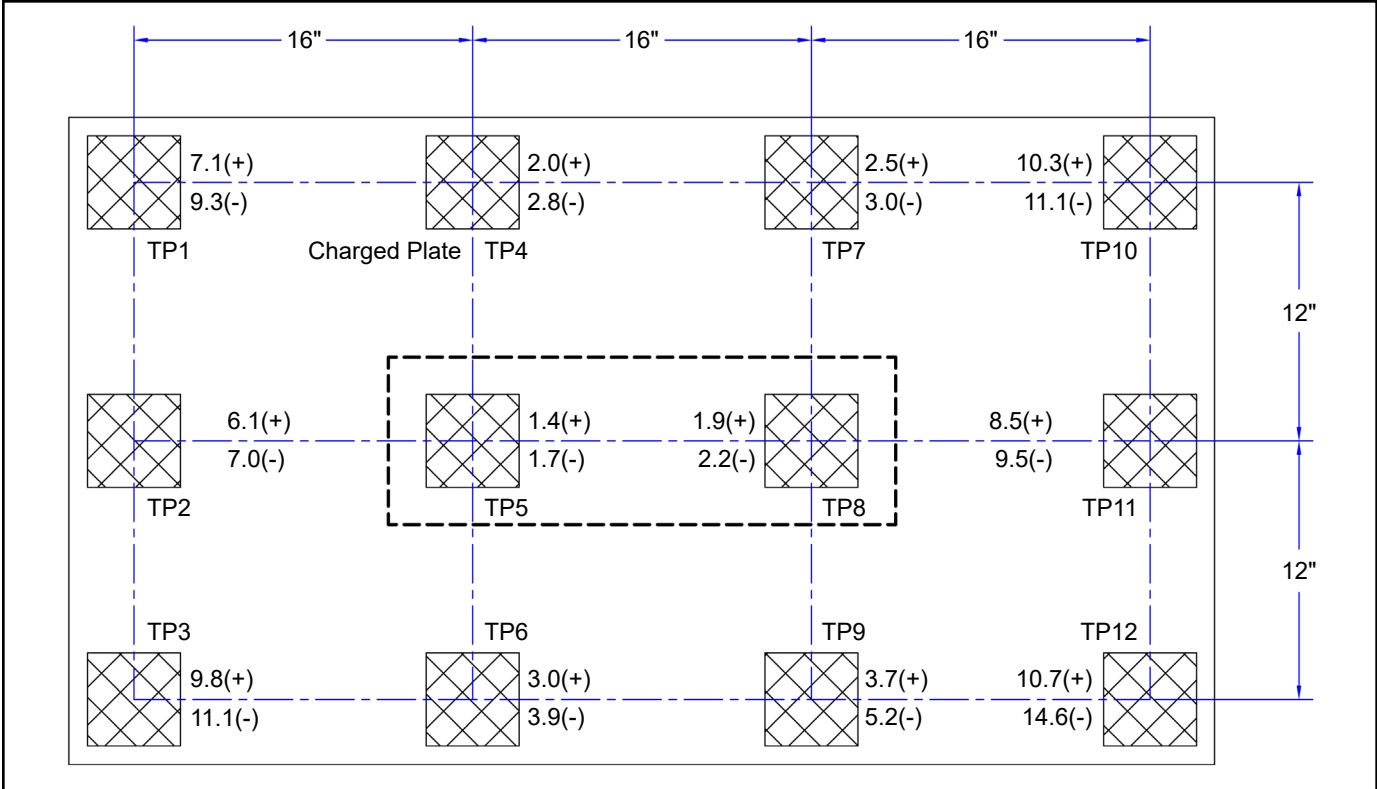 16" 16" 16"
7.1(+) 2.0(+) 2.5(+) 10.3(+)
9.3(-) 2.8(-) 3.0(-) 11.1(-)
TP1 Charged Plate TP4 TP7 TP10
12"
6.1(+) 1.4(+) 1.9(+) 8.5(+)
7.0(-) 1.7(-) 2.2(-) 9.5(-)
TP2 TP5 TP8 TP11
12"
TP3 TP6 TP9 TP12
9.8(+) 3.0(+) 3.7(+) 10.7(+)
11.1(-) 3.9(-) 5.2(-) 14.6(-)